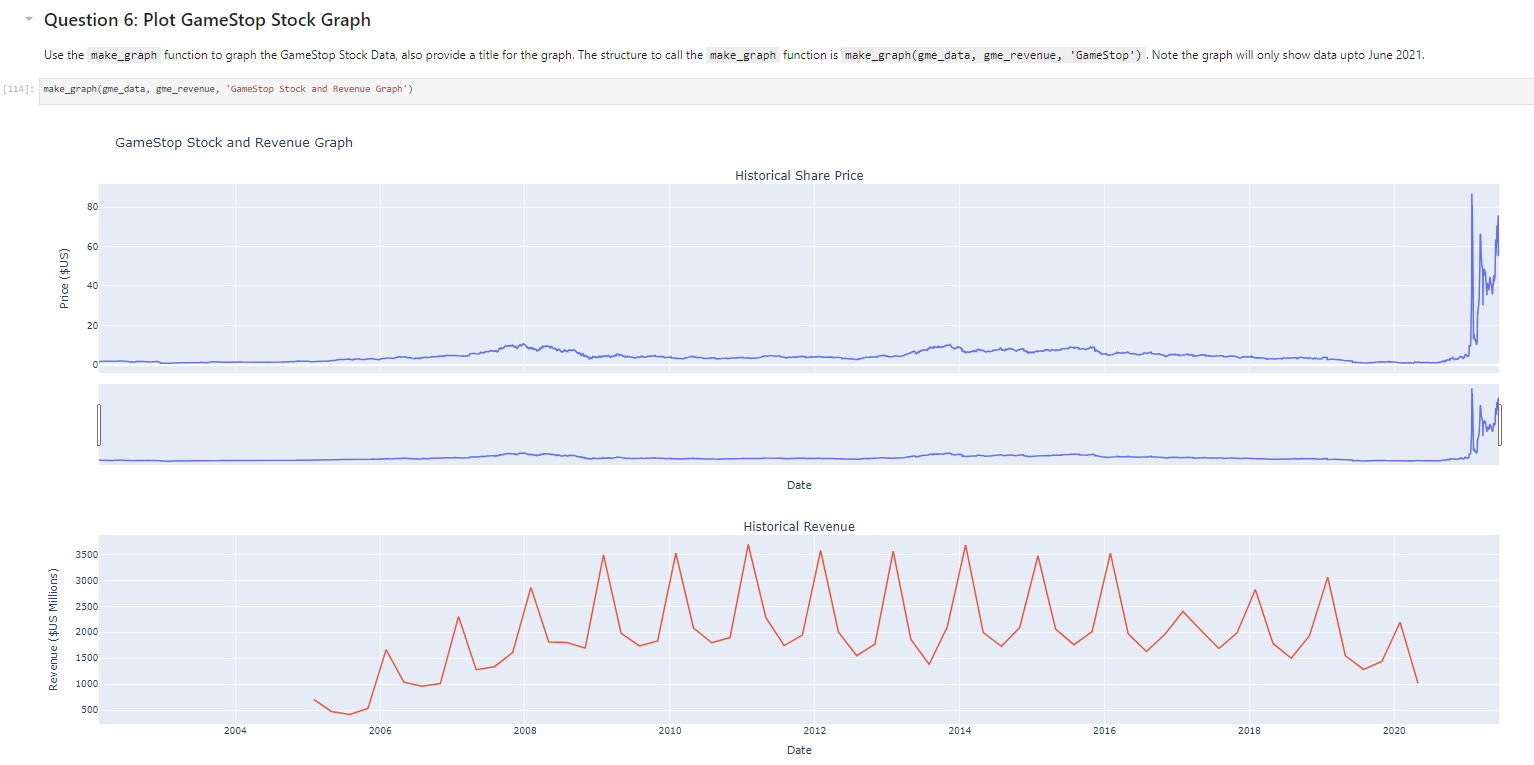 Question 6: Plot GameStop Stock Graph
Use the make_graph function to graph the GameStop Stock Data, also provide a title for the graph. The structure to call the make_graph function is make_graph(gme_data, gme_revenue, 'GameStop') . Note the graph will only show data upto June 2021.
[114]: make_graph(gme_data, gme_revenue, 'GameStop Stock and Revenue Graph')
GameStop Stock and Revenue Graph
Historical Share Price
Price ($US)
80
60
40
20
0
Date
Historical Revenue
Revenue ($US Millions)
3500
3000
2500
2000
1500
1000
500
2004 2006 2008 2010 2012 2014 2016 2018 2020
Date